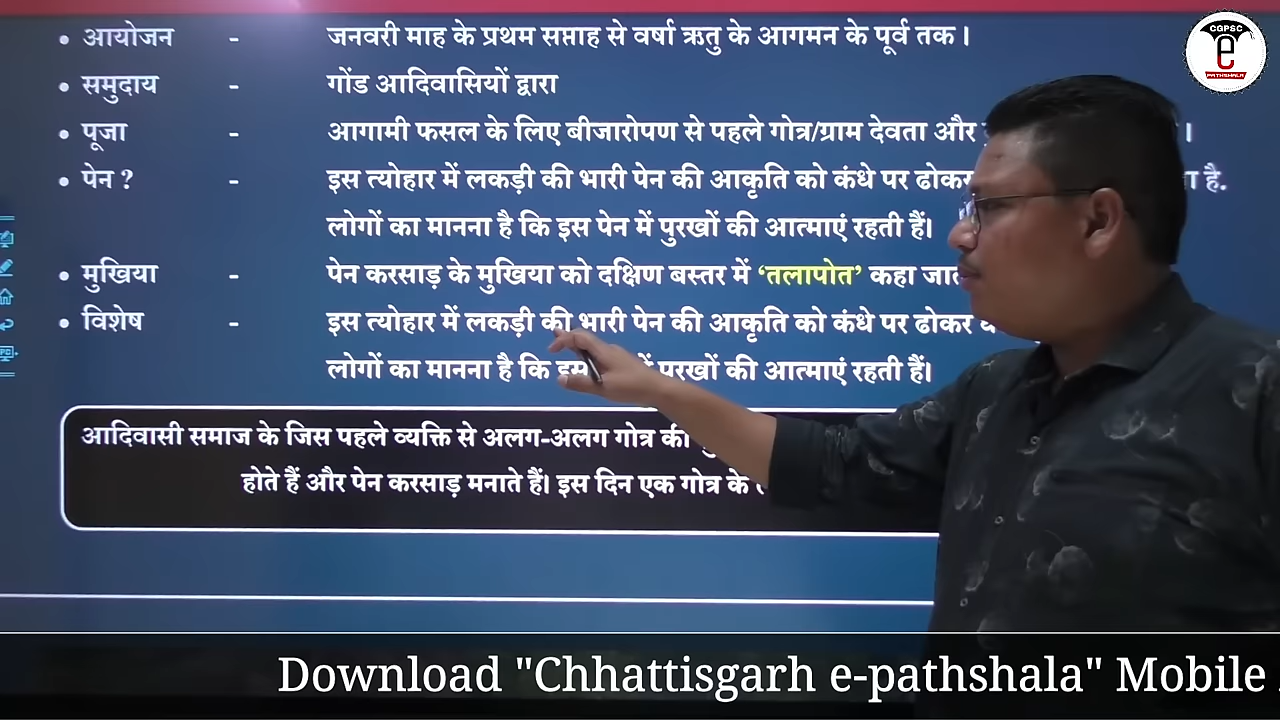 CGPSC
e
PATHSHALA
• आयोजन - जनवरी माह के प्रथम सप्ताह से वर्षा ऋतु के आगमन के पूर्व तक।
• समुदाय - गोंड आदिवासियों द्वारा
• पूजा - आगामी फसल के लिए बीजारोपण से पहले गोत्र/ग्राम देवता और ।
• पेन ? - इस त्योहार में लकड़ी की भारी पेन की आकृति को कंधे पर ढोकर है.
लोगों का मानना है कि इस पेन में पुरखों की आत्माएं रहती हैं।
• मुखिया - पेन करसाड़ के मुखिया को दक्षिण बस्तर में ‘तलापोत’ कहा
• विशेष - इस त्योहार में लकड़ी की भारी पेन की आकृति को कंधे पर ढोकर
लोगों का मानना है कि इस में पुरखों की आत्माएं रहती हैं।
आदिवासी समाज के जिस पहले व्यक्ति से अलग-अलग गोत्र की
होते हैं और पेन करसाड़ मनाते हैं। इस दिन एक गोत्र के
Download "Chhattisgarh e-pathshala" Mobile